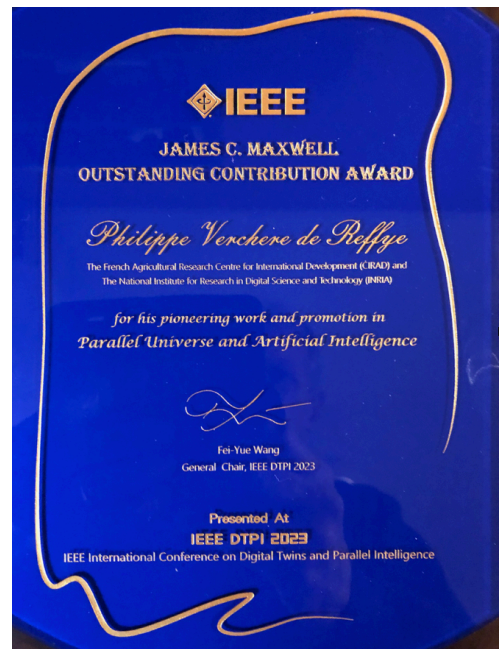 IEEE
JAMES C. MAXWELL
OUTSTANDING CONTRIBUTION AWARD
Philippe Verchere de Reffye
The French Agricultural Research Centre for International Development (CIRAD) and
The National Institute for Research in Digital Science and Technology (INRIA)
for his pioneering work and promotion in
Parallel Universe and Artificial Intelligence
Fei-Yue Wang
General Chair, IEEE DTPI 2023
Presented At
IEEE DTPI 2023
IEEE International Conference on Digital Twins and Parallel Intelligence